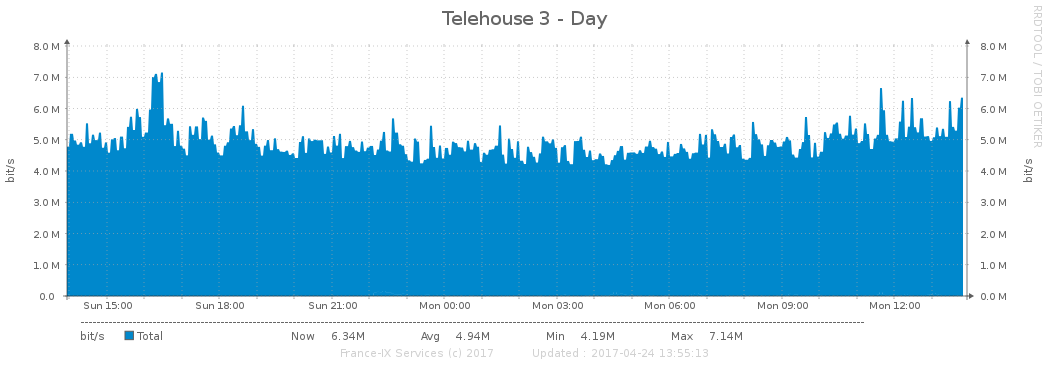 Telehouse 3 - Day
RRDTOOL / TOBI OETIKER
bit/s
8.0 M 8.0 M
7.0 M 7.0 M
6.0 M 6.0 M
5.0 M 5.0 M
4.0 M 4.0 M
3.0 M 3.0 M
2.0 M 2.0 M
1.0 M 1.0 M
0.0 0.0 M
bit/s
Sun 15:00 Sun 18:00 Sun 21:00 Mon 00:00 Mon 03:00 Mon 06:00 Mon 09:00 Mon 12:00
bit/s Total Now 6.34M Avg 4.94M Min 4.19M Max 7.14M
France-IX Services (c) 2017 Updated : 2017-04-24 13:55:13